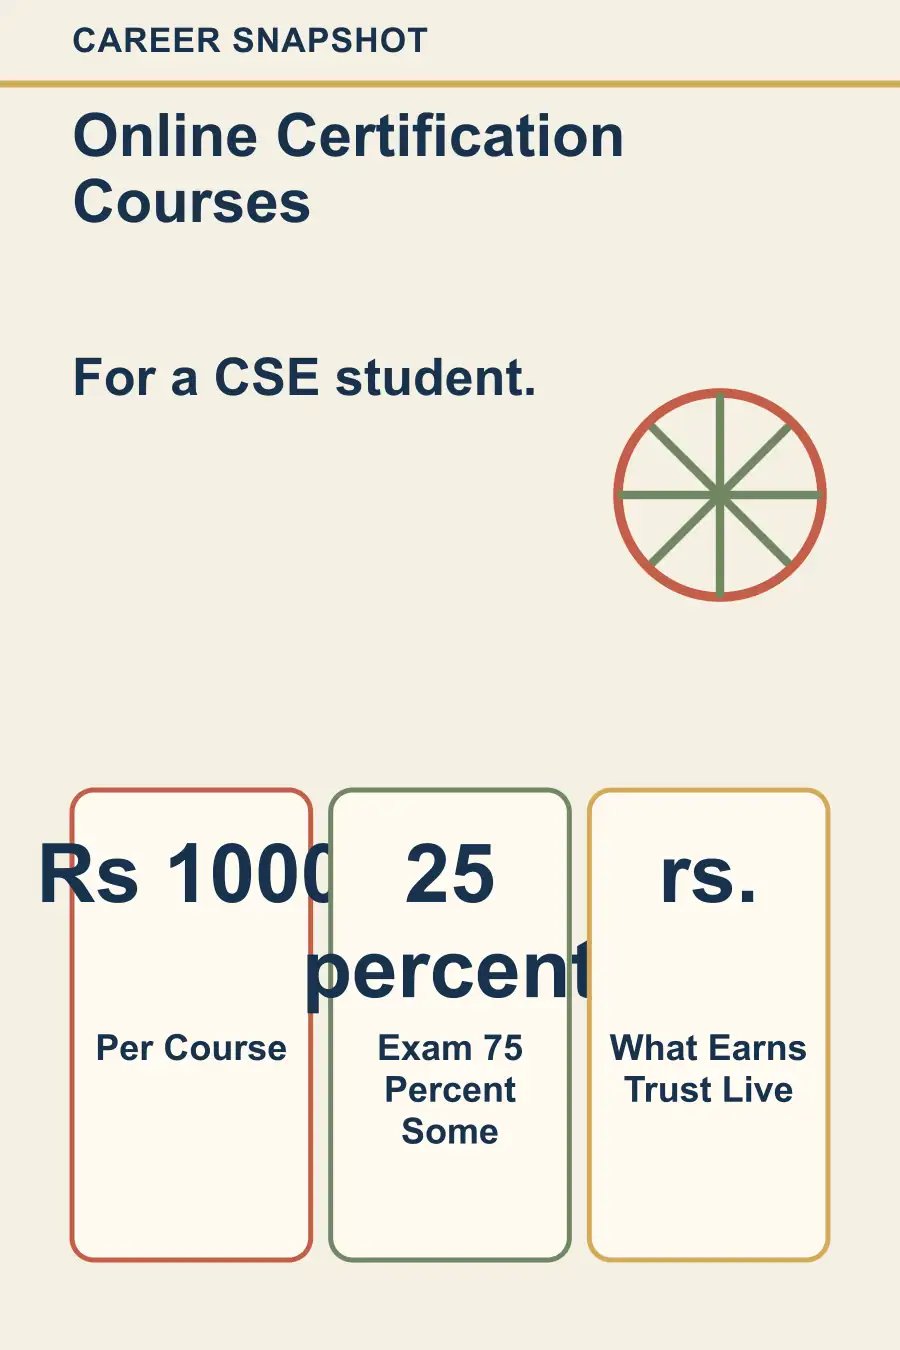 CAREER SNAPSHOT
Online Certification
Courses
For a CSE student.
Rs 1000
Per Course
25
percent
Exam 75
Percent
Some
rs.
What Earns
Trust Live